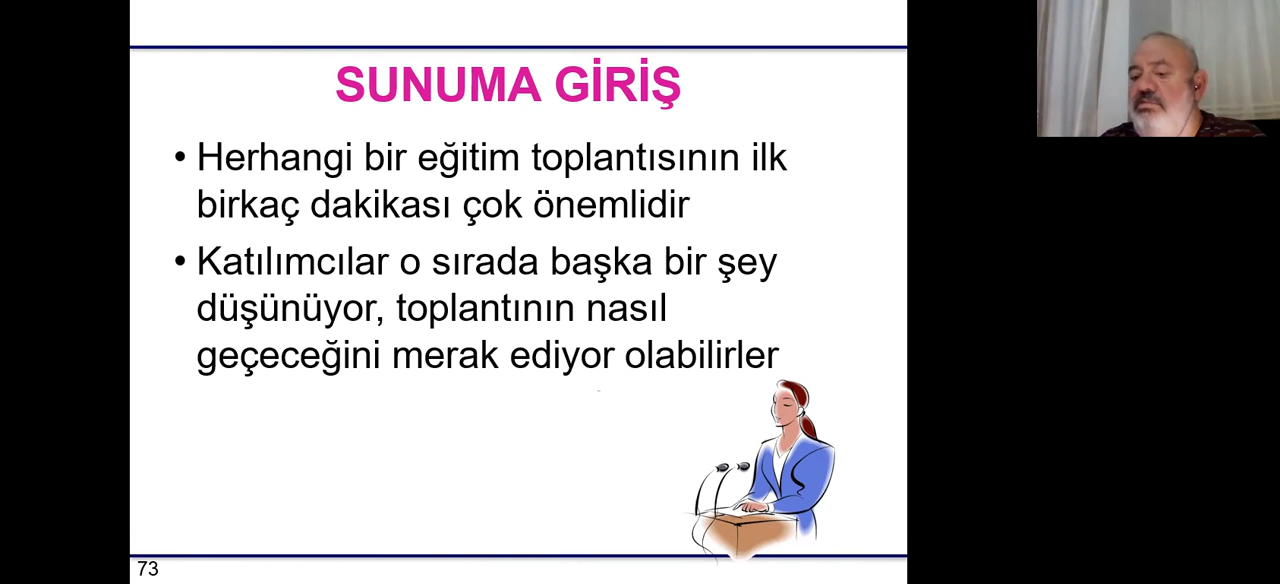 SUNUMA GİRİŞ
• Herhangi bir eğitim toplantısının ilk
birkaç dakikası çok önemlidir
• Katılımcılar o sırada başka bir şey
düşünüyor, toplantının nasıl
geçeceğini merak ediyor olabilirler
73